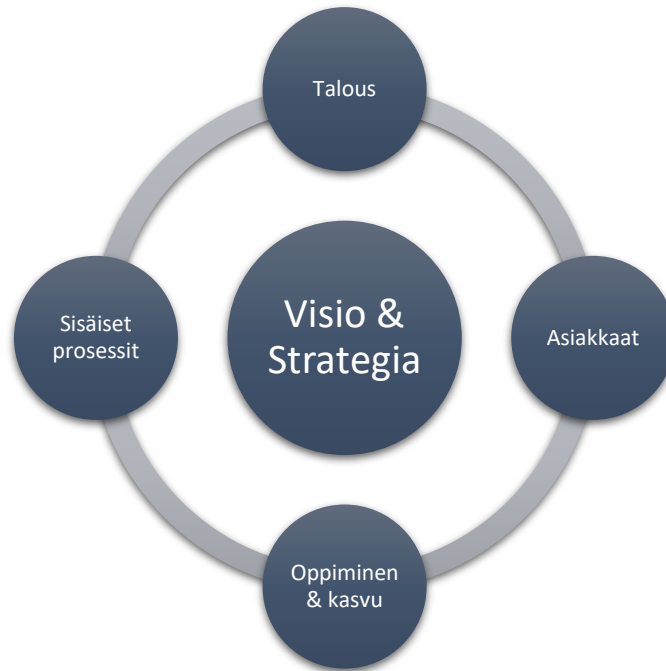 Talous
Sisäiset
prosessit
Visio &
Strategia
Asiakkaat
Oppiminen
& kasvu